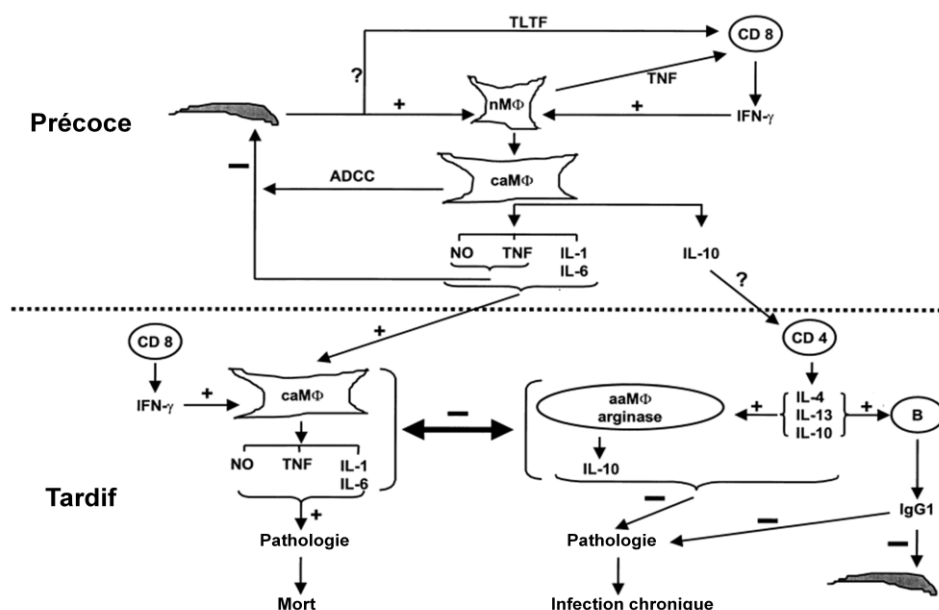 TLTF
CD 8
?
TNF
nMΦ
+
+
IFN-γ
Précoce
–
ADCC
caMΦ
NO TNF IL-1
IL-6
IL-10
?
+
CD 8
CD 4
IFN-γ
+
caMΦ
–
aaMΦ
arginase
+
IL-4
IL-13
IL-10
+
B
NO TNF IL-1
IL-6
IL-10
Tardif
+
–
–
IgG1
–
Pathologie
Pathologie
Mort
Infection chronique